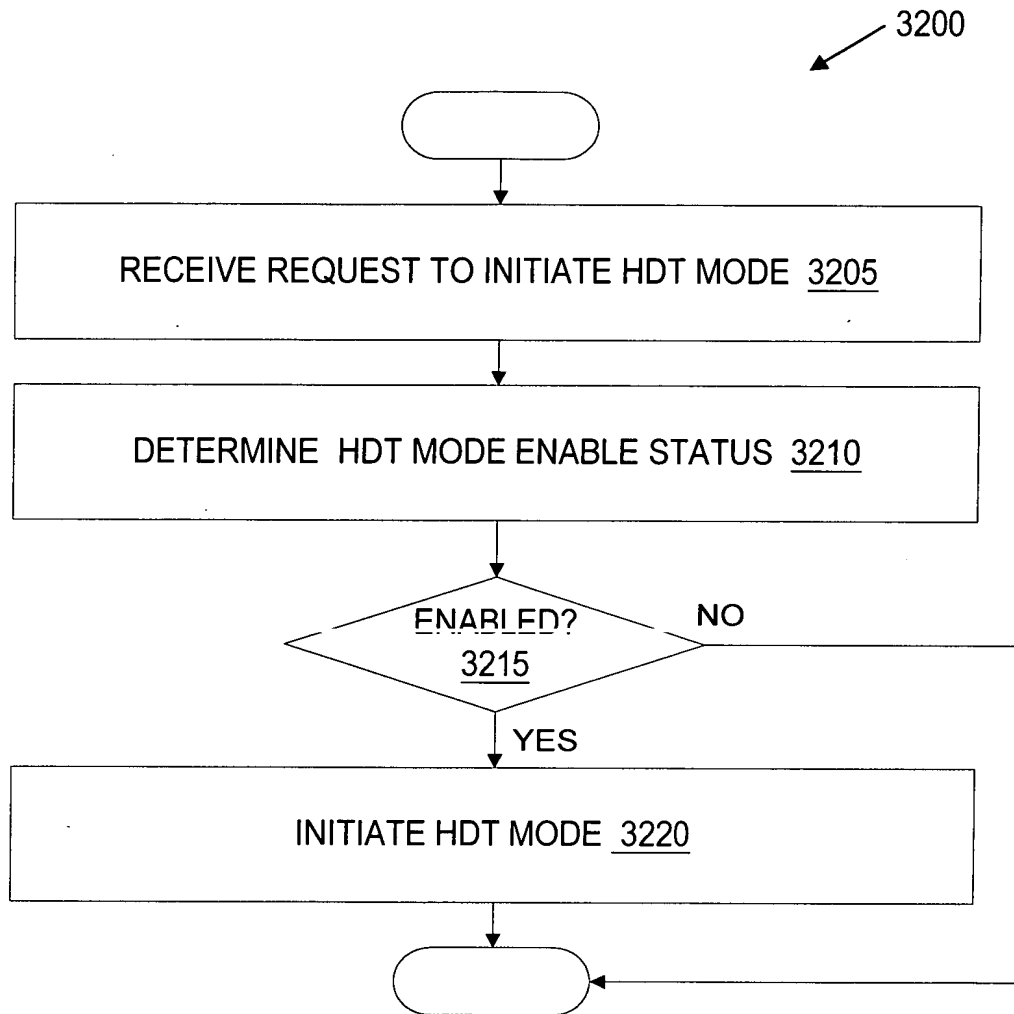 3200
RECEIVE REQUEST TO INITIATE HDT MODE 3205
DETERMINE HDT MODE ENABLE STATUS 3210
ENABLED?
3215
NO
YES
INITIATE HDT MODE 3220